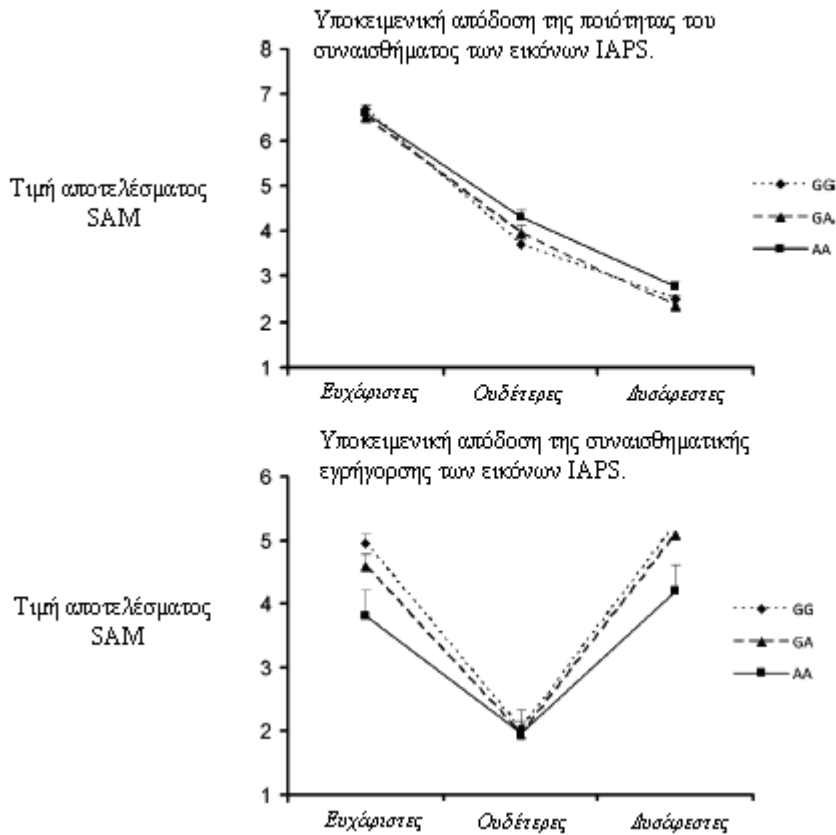 Υποκειμενική απόδοση της ποιότητας του
συναισθήματος των εικόνων IAPS.
8
7
6
5
4
3
2
1
Τιμή αποτελέσματος
SAM
GG
GA
AA
Ευχάριστες
Ουδέτερες
Δυσάρεστες
Υποκειμενική απόδοση της συναισθηματικής
εγρήγορσης των εικόνων IAPS.
6
5
4
3
2
1
Τιμή αποτελέσματος
SAM
GG
GA
AA
Ευχάριστες
Ουδέτερες
Δυσάρεστες